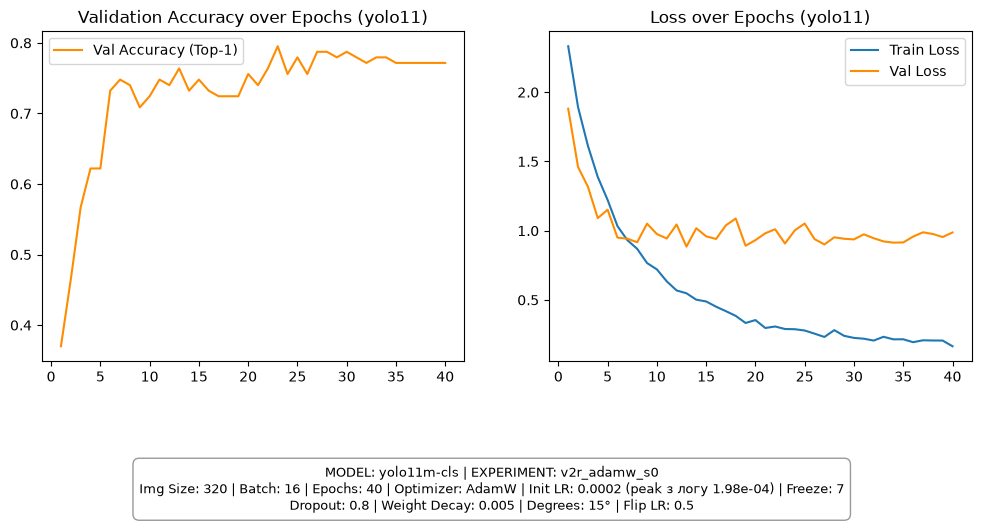 Validation Accuracy over Epochs (yolo11)
Val Accuracy (Top-1)
0.8
0.7
0.6
0.5
0.4
0 5 10 15 20 25 30 35 40
Loss over Epochs (yolo11)
Train Loss
Val Loss
2.0
1.5
1.0
0.5
0 5 10 15 20 25 30 35 40
MODEL: yolo11m-cls | EXPERIMENT: v2r_adamw_s0
Img Size: 320 | Batch: 16 | Epochs: 40 | Optimizer: AdamW | Init LR: 0.0002 (peak з логу 1.98e-04) | Freeze: 7
Dropout: 0.8 | Weight Decay: 0.005 | Degrees: 15° | Flip LR: 0.5